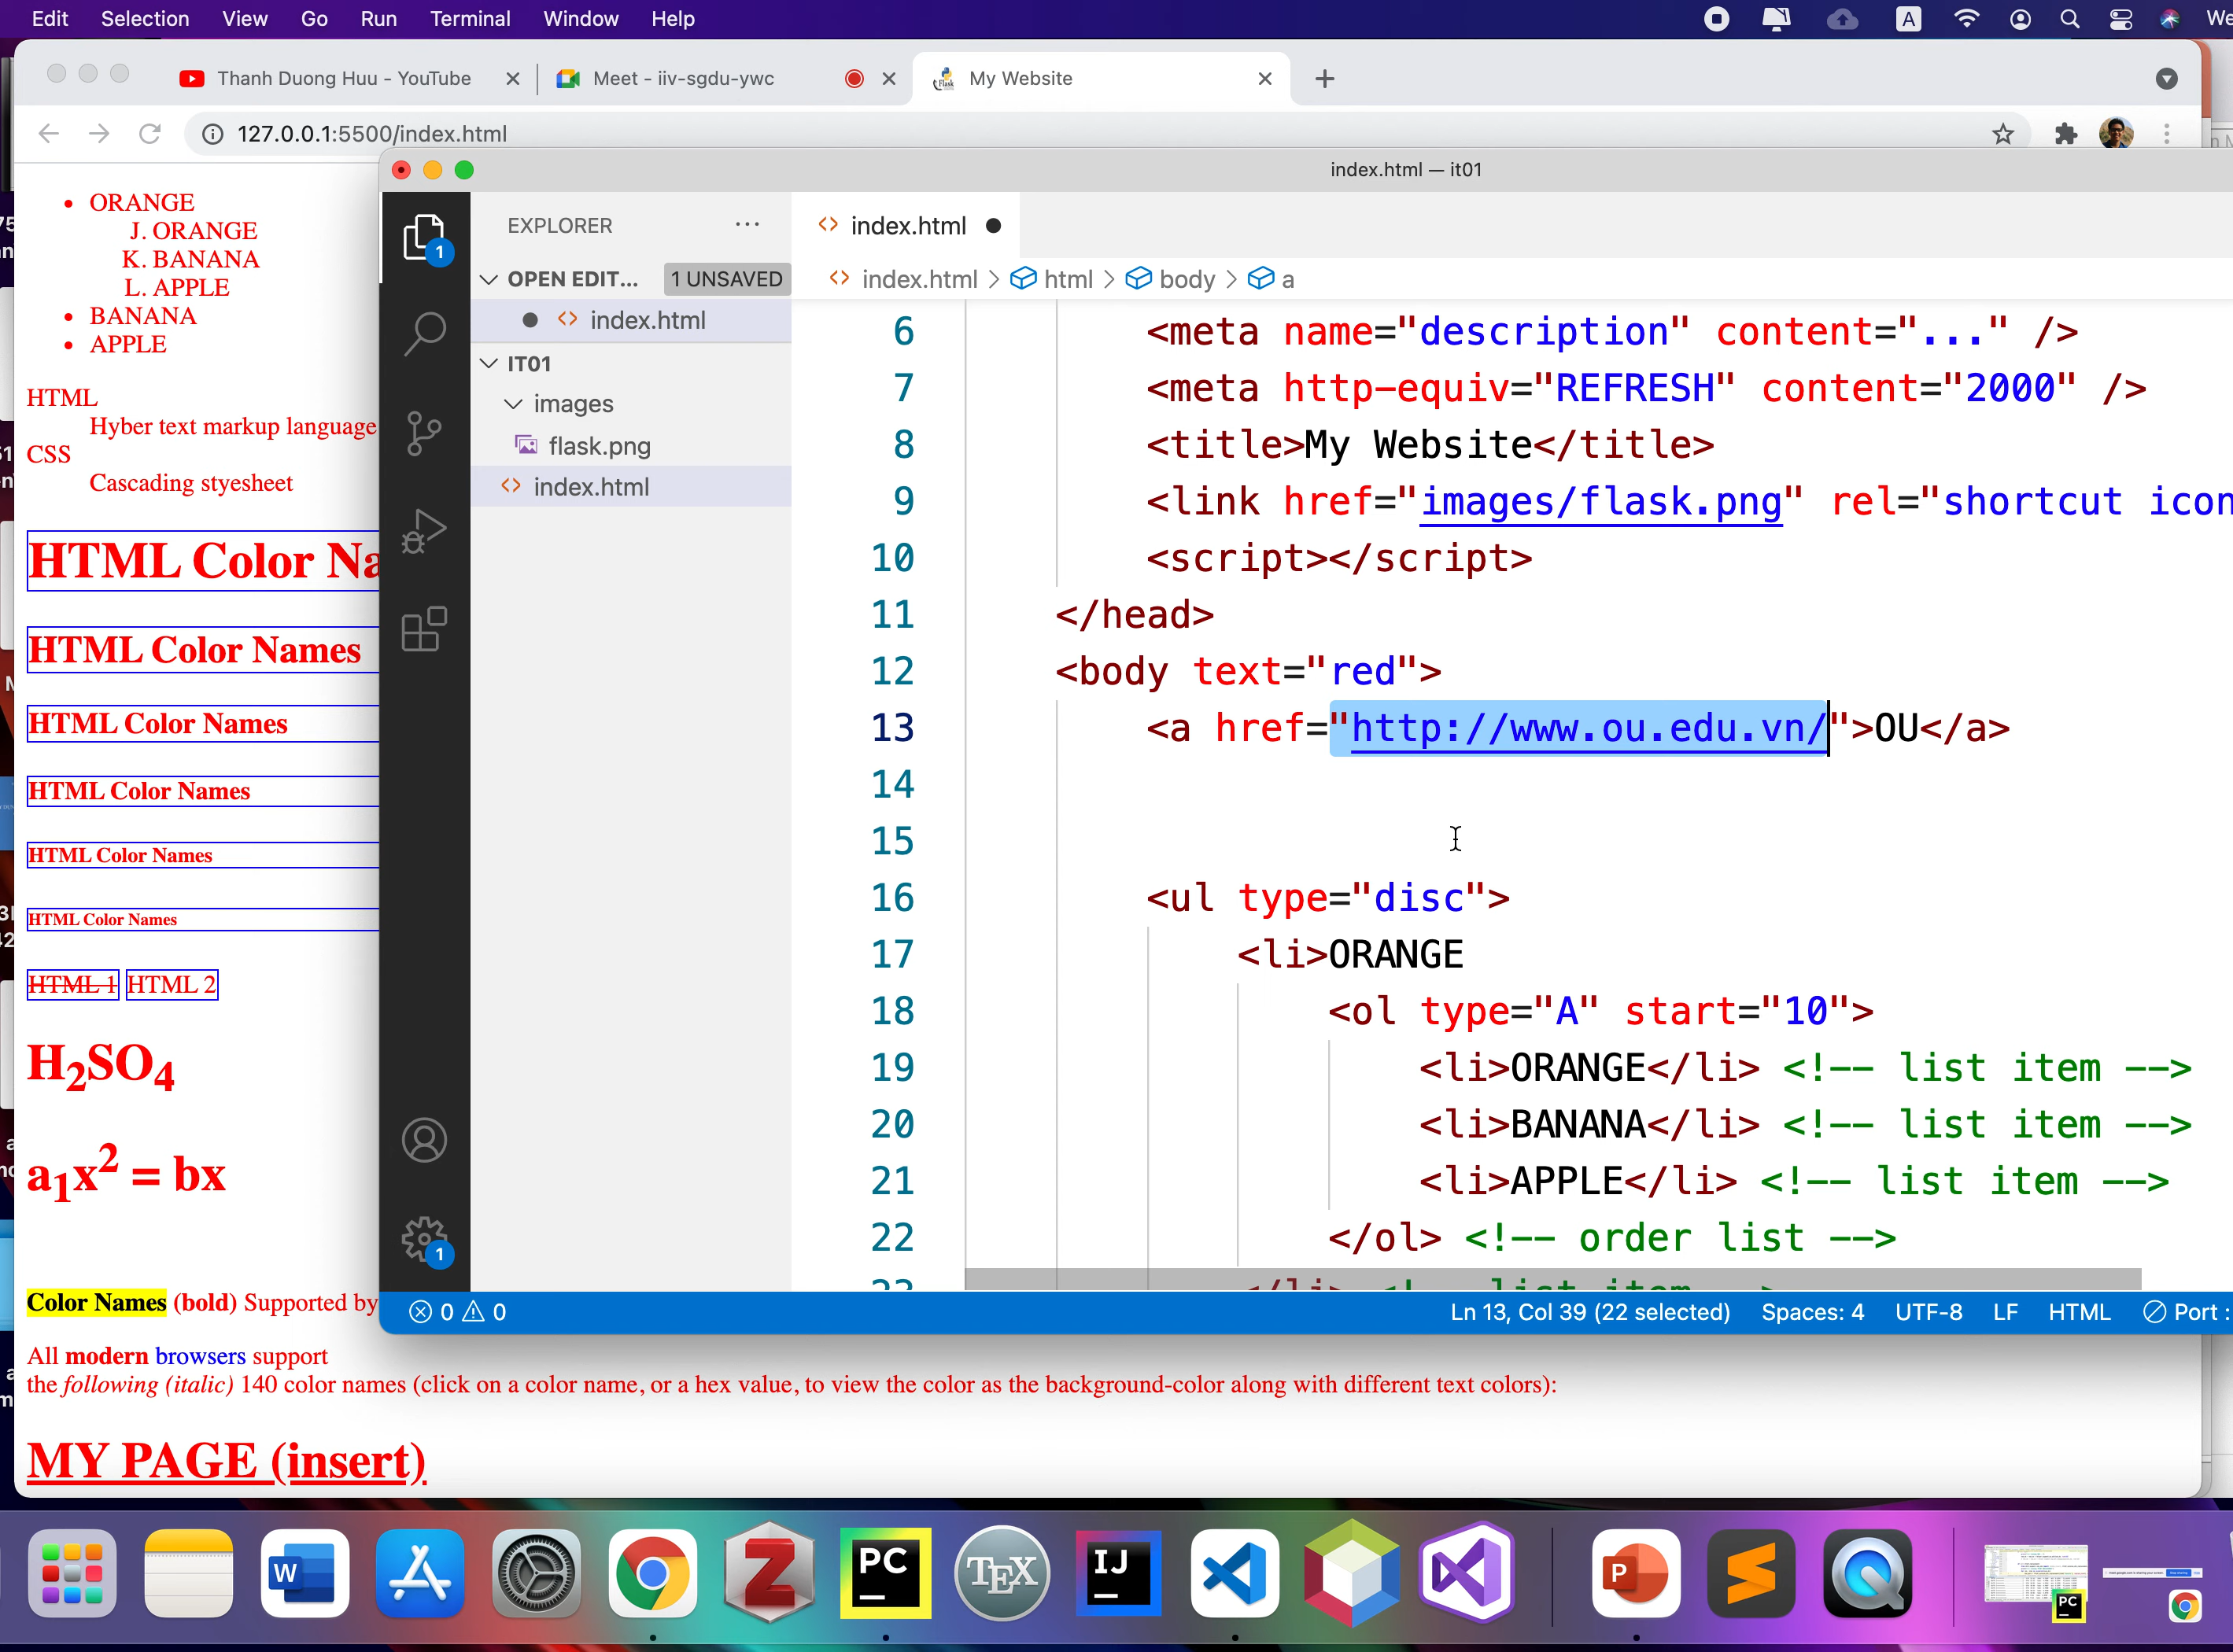 Edit Selection View Go Run Terminal Window Help
A
We
Thanh Duong Huu - YouTube
Meet - iiv-sgdu-ywc
My Website
127.0.0.1:5500/index.html
index.html — it01
EXPLORER
OPEN EDIT...
1 UNSAVED
index.html
IT01
images
flask.png
index.html
1
1
index.html
index.html > html > body > a
6 <meta name="description" content="..." />
7 <meta http-equiv="REFRESH" content="2000" />
8 <title>My Website</title>
9 <link href="images/flask.png" rel="shortcut icon
10 <script></script>
11 </head>
12 <body text="red">
13 <a href="http://www.ou.edu.vn/">OU</a>
14
15
16 <ul type="disc">
17 <li>ORANGE
18 <ol type="A" start="10">
19 <li>ORANGE</li> <!-- list item -->
20 <li>BANANA</li> <!-- list item -->
21 <li>APPLE</li> <!-- list item -->
22 </ol> <!-- order list -->
0 0
Ln 13, Col 39 (22 selected) Spaces: 4 UTF-8 LF HTML Port :
• ORANGE
J. ORANGE
K. BANANA
L. APPLE
• BANANA
• APPLE
HTML
Hyber text markup language
CSS
Cascading styesheet
HTML Color Na
HTML Color Names
HTML Color Names
HTML Color Names
HTML Color Names
HTML Color Names
HTML 1 HTML 2
H2SO4
a1x2 = bx
Color Names (bold) Supported by
All modern browsers support
the following (italic) 140 color names (click on a color name, or a hex value, to view the color as the background-color along with different text colors):
MY PAGE (insert)
W
Z
PC
TEX
IJ
P
PC